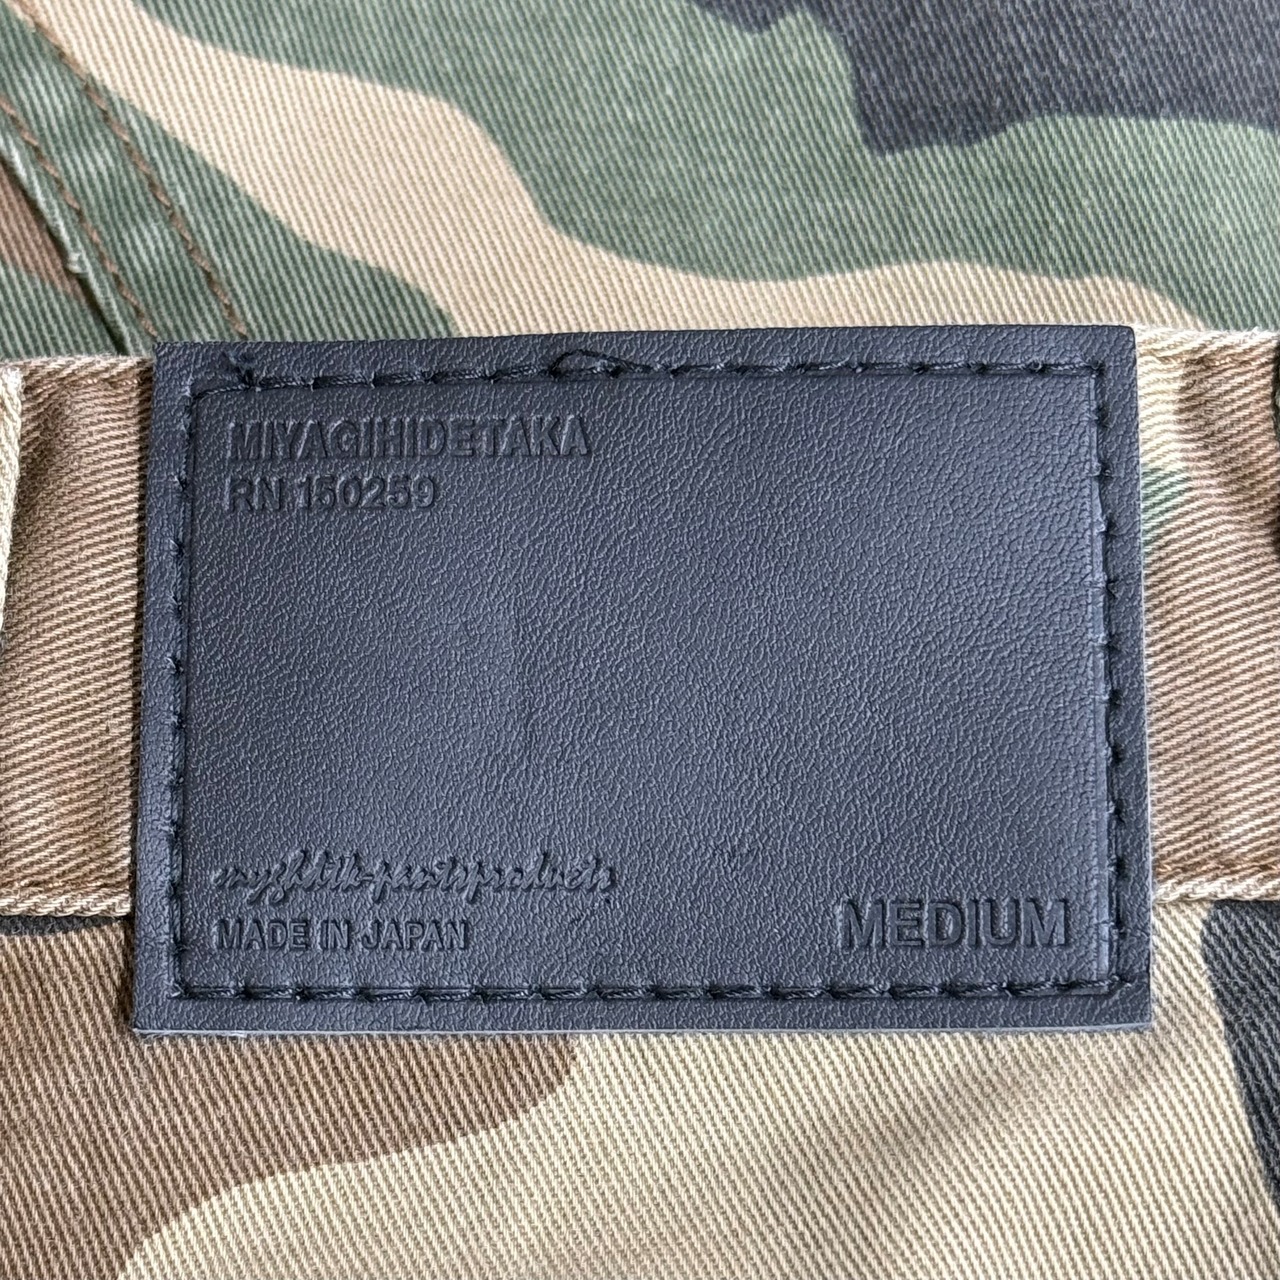 MIYAGIHIDETAKA
RN 150259
MADE IN JAPAN
MEDIUM